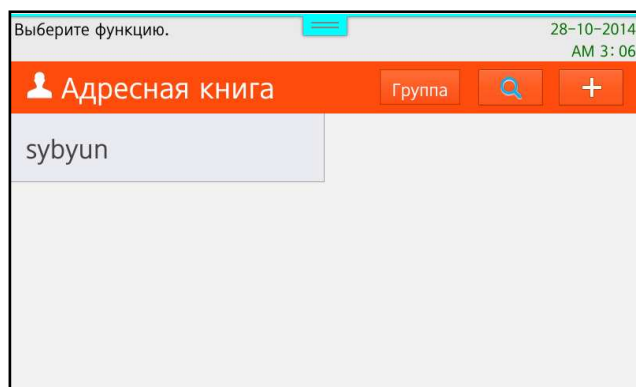 Выберите функцию.
28-10-2014
AM 3:06
Адресная книга
Группа
+
sybyun